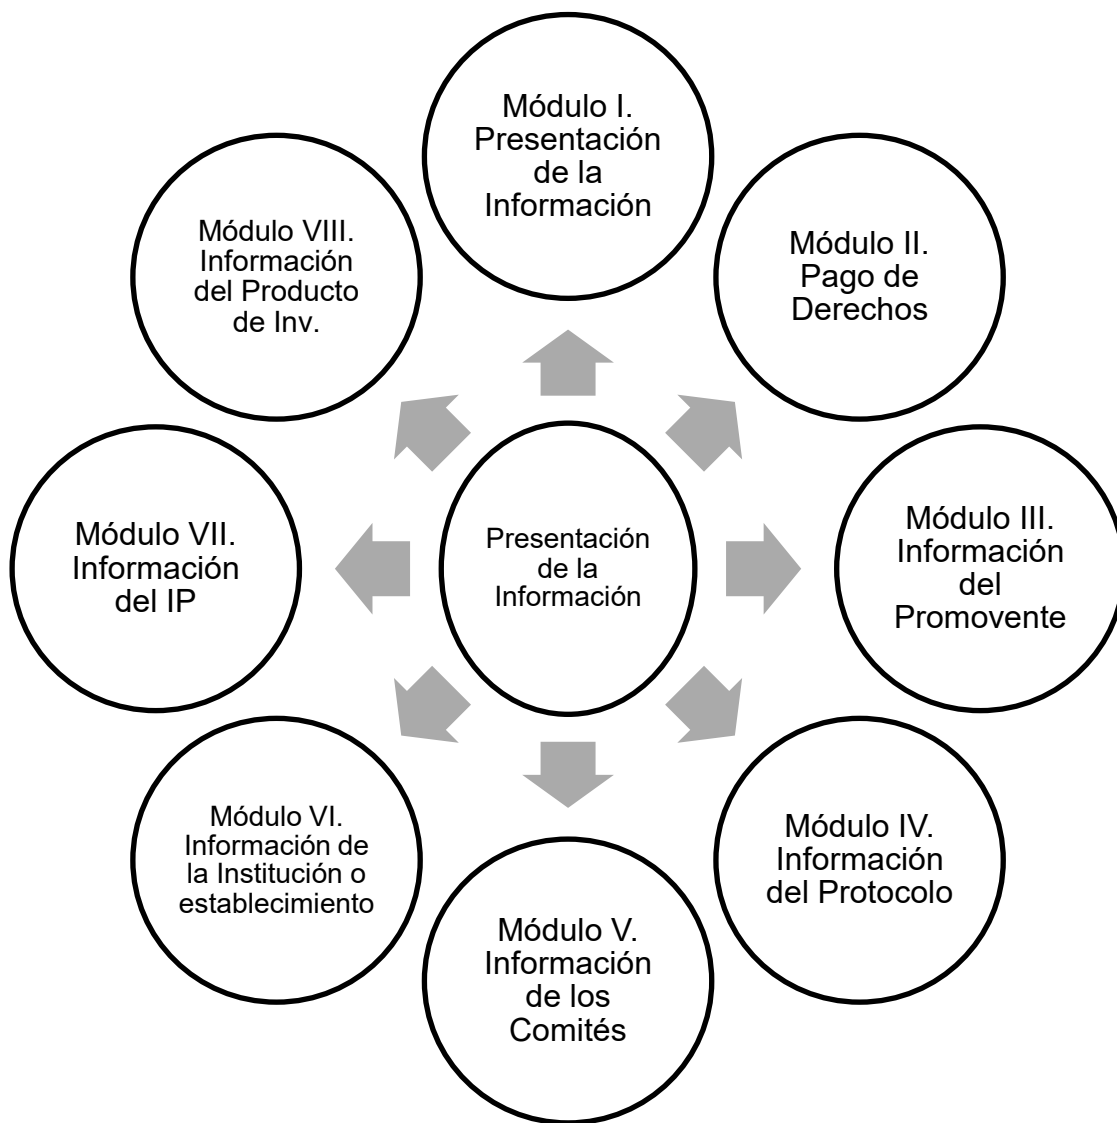 Módulo I.
Presentación
de la
Información
Módulo II.
Pago de
Derechos
Módulo III.
Información
del
Promovente
Módulo IV.
Información
del Protocolo
Módulo V.
Información
de los
Comités
Módulo VI.
Información de
la Institución o
establecimiento
Módulo VII.
Información
del IP
Módulo VIII.
Información
del Producto
de Inv.
Presentación
de la
Información